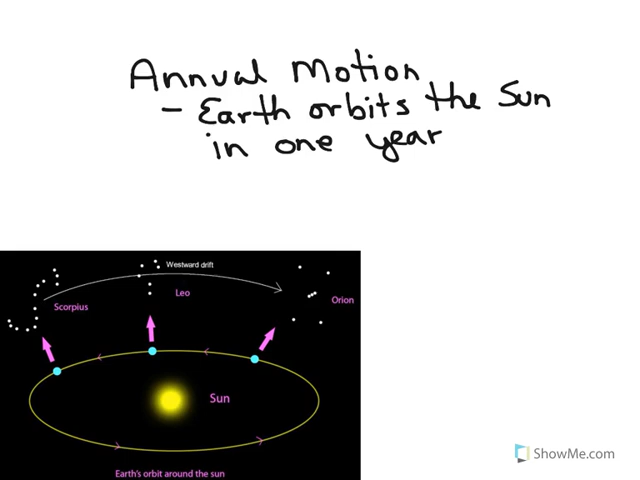 Annual Motion
- Earth orbits the Sun
in one year
Westward drift
Scorpius
Leo
Orion
Sun
Earth's orbit around the sun
ShowMe.com